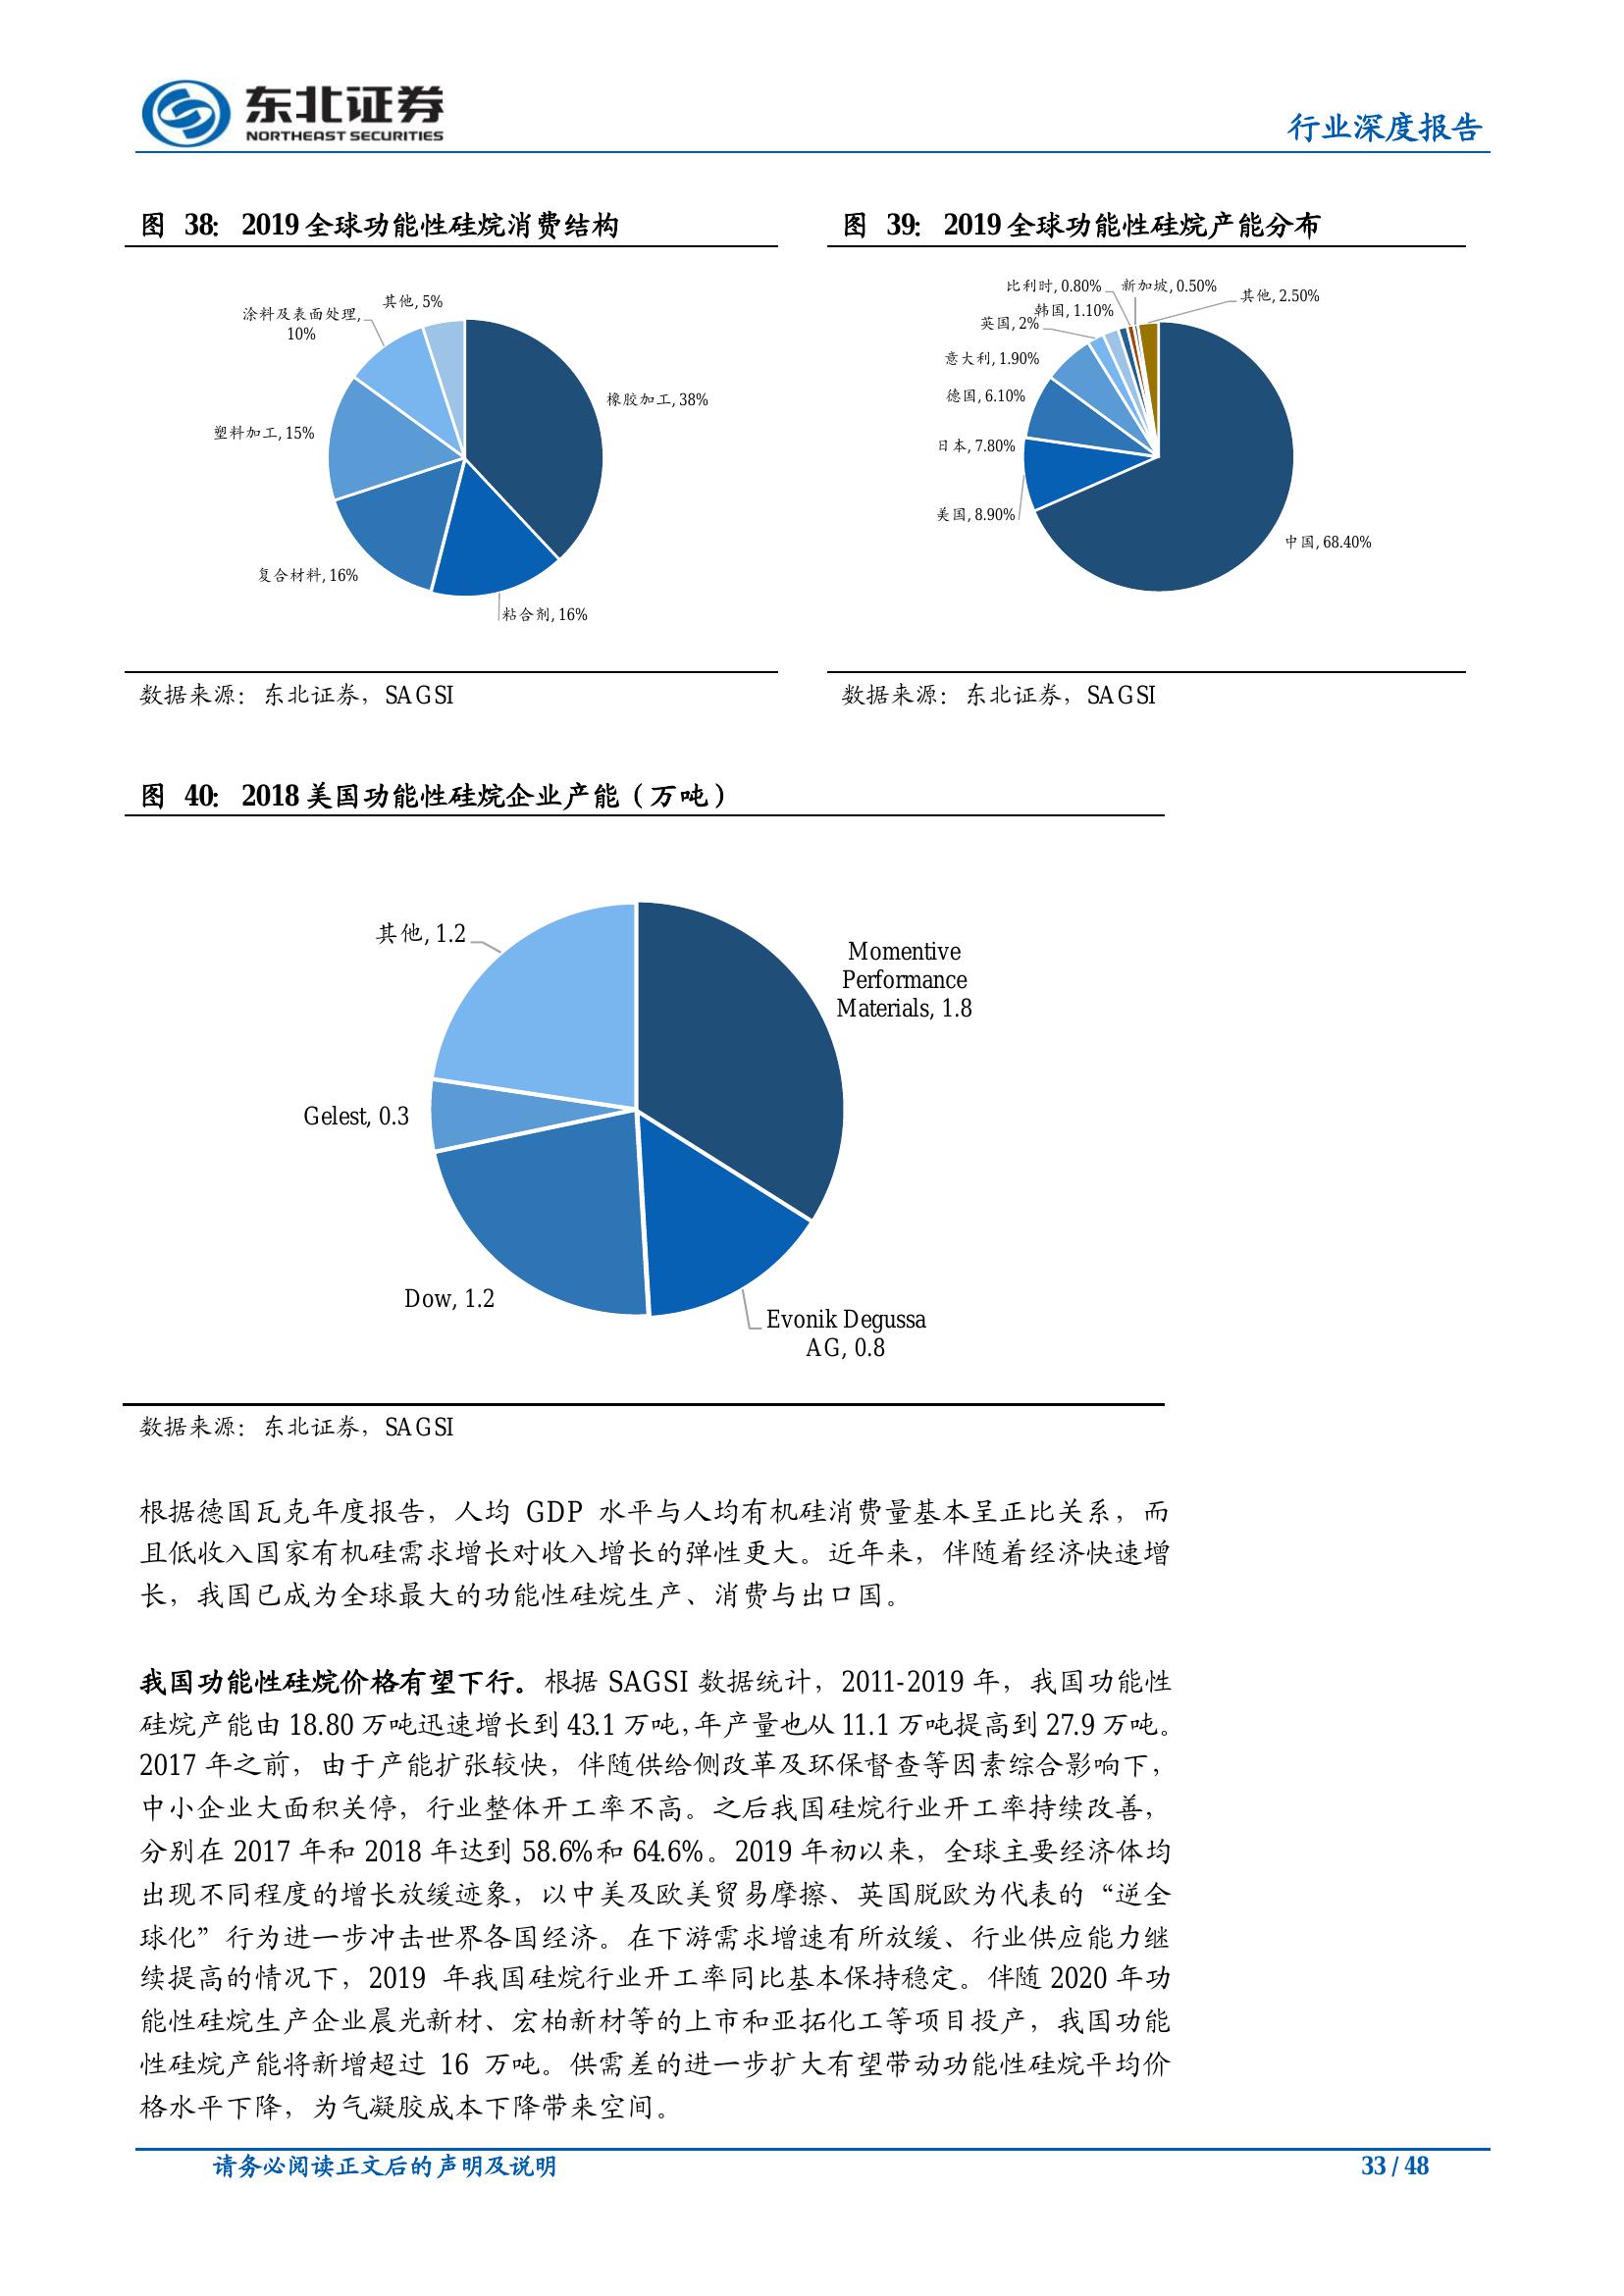 东北证券
NORTHEAST SECURITIES
行业深度报告
图 38： 2019 全球功能性硅烷消费结构
其他, 5%
涂料及表面处理,
10%
橡胶加工, 38%
塑料加工, 15%
复合材料, 16%
粘合剂, 16%
数据来源：东北证券，SAGSI
图 39： 2019 全球功能性硅烷产能分布
比利时, 0.80%
新加坡, 0.50%
其他, 2.50%
韩国, 1.10%
英国, 2%
意大利, 1.90%
德国, 6.10%
日本, 7.80%
美国, 8.90%
中国, 68.40%
数据来源：东北证券，SAGSI
图 40： 2018 美国功能性硅烷企业产能（万吨）
其他, 1.2
Momentive
Performance
Materials, 1.8
Gelest, 0.3
Dow, 1.2
Evonik Degussa
AG, 0.8
数据来源：东北证券，SAGSI
根据德国瓦克年度报告，人均 GDP 水平与人均有机硅消费量基本呈正比关系，而
且低收入国家有机硅需求增长对收入增长的弹性更大。近年来，伴随着经济快速增
长，我国已成为全球最大的功能性硅烷生产、消费与出口国。
我国功能性硅烷价格有望下行。根据 SAGSI 数据统计，2011-2019 年，我国功能性
硅烷产能由 18.80 万吨迅速增长到 43.1 万吨，年产量也从 11.1 万吨提高到 27.9 万吨。
2017 年之前，由于产能扩张较快，伴随供给侧改革及环保督查等因素综合影响下，
中小企业大面积关停，行业整体开工率不高。之后我国硅烷行业开工率持续改善，
分别在 2017 年和 2018 年达到 58.6%和 64.6%。2019 年初以来，全球主要经济体均
出现不同程度的增长放缓迹象，以中美及欧美贸易摩擦、英国脱欧为代表的“逆全
球化”行为进一步冲击世界各国经济。在下游需求增速有所放缓、行业供应能力继
续提高的情况下，2019 年我国硅烷行业开工率同比基本保持稳定。伴随 2020 年功
能性硅烷生产企业晨光新材、宏柏新材等的上市和亚拓化工等项目投产，我国功能
性硅烷产能将新增超过 16 万吨。供需差的进一步扩大有望带动功能性硅烷平均价
格水平下降，为气凝胶成本下降带来空间。
请务必阅读正文后的声明及说明
33 / 48